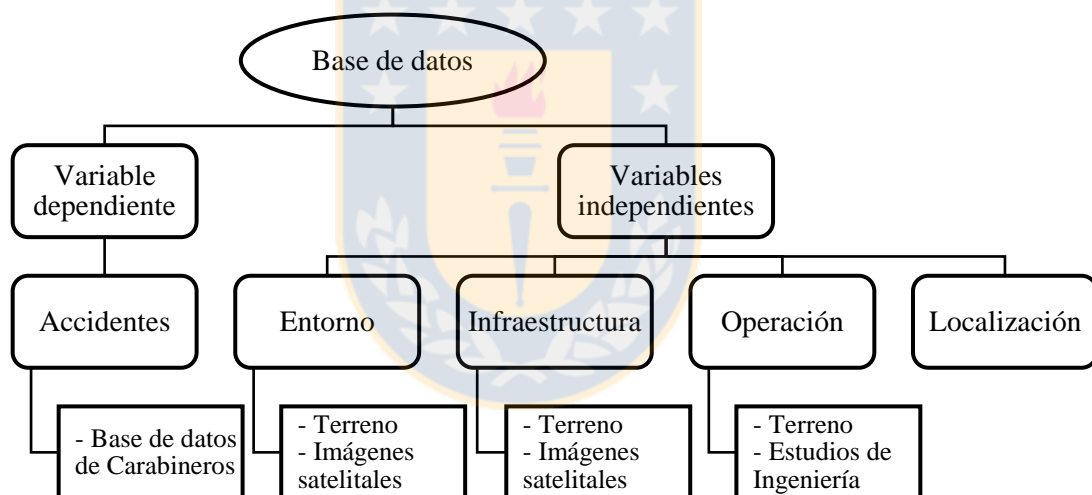 Base de datos
Variable
dependiente
Variables
independientes
Accidentes
Entorno
Infraestructura
Operación
Localización
- Base de datos
de Carabineros
- Terreno
- Imágenes
satelitales
- Terreno
- Imágenes
satelitales
- Terreno
- Estudios de
Ingeniería